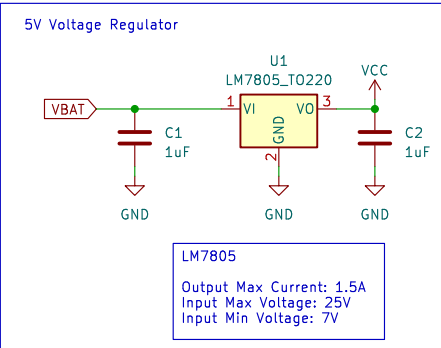 5V Voltage Regulator
U1
LM7805_TO220
VCC
VBAT
1
VI
VO
3
GND
2
C1
1uF
C2
1uF
GND
GND
GND
LM7805
Output Max Current: 1.5A
Input Max Voltage: 25V
Input Min Voltage: 7V